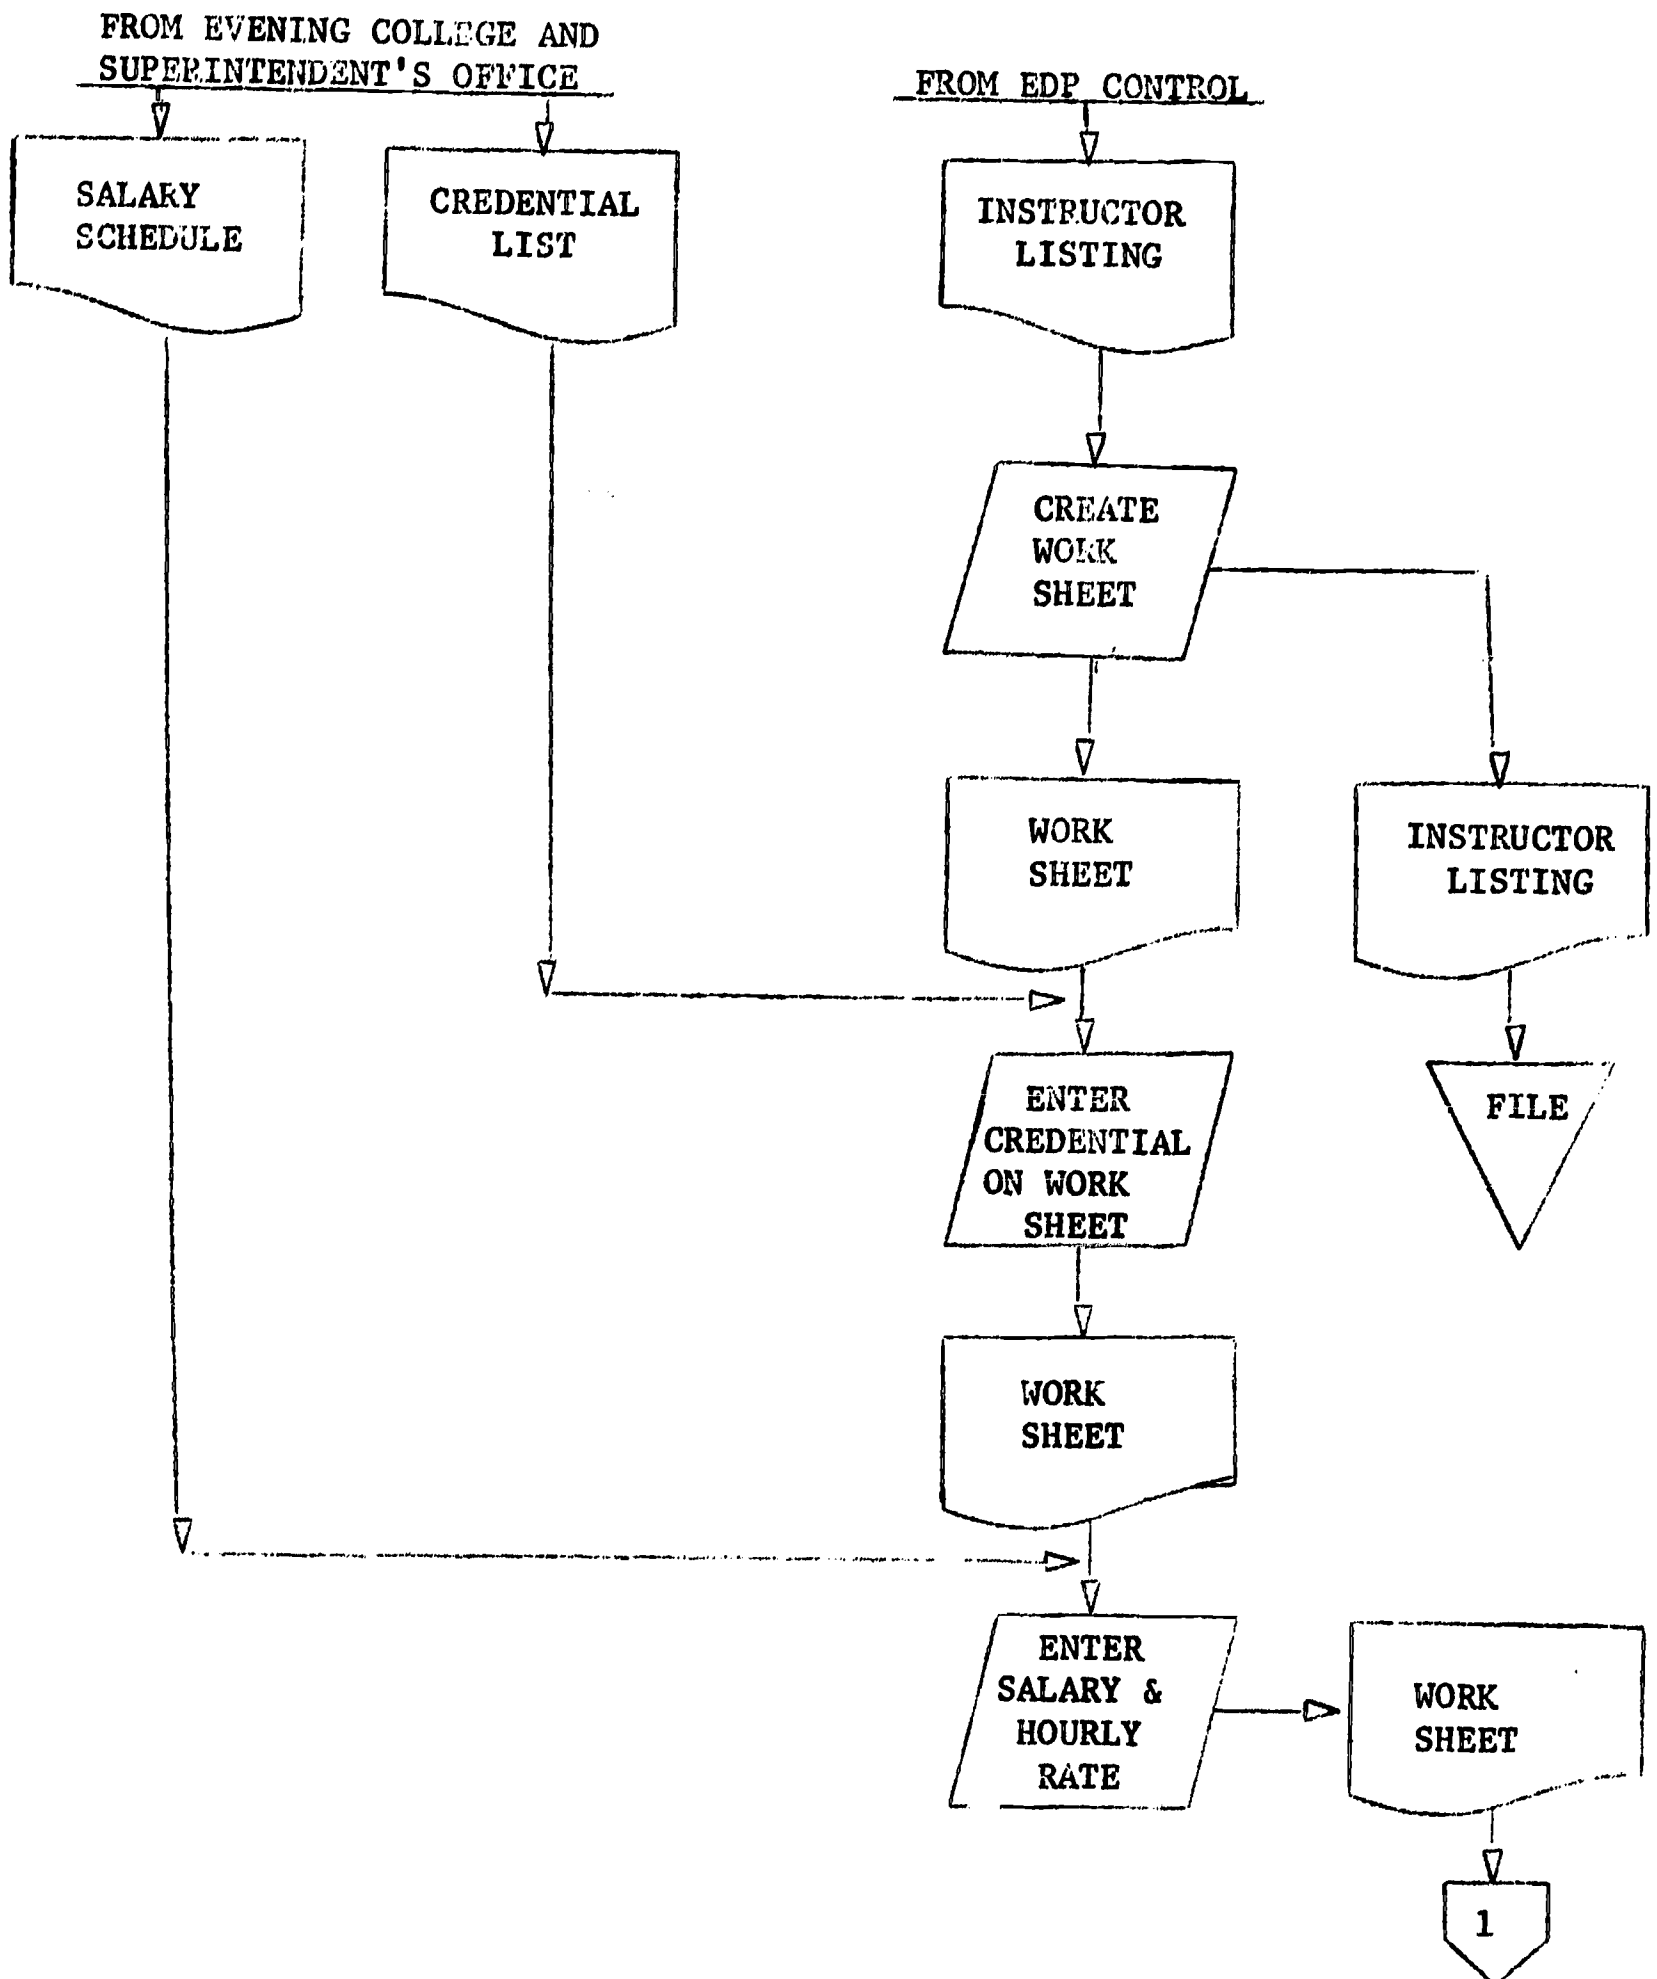 FROM EVENING COLLEGE AND
SUPERINTENDENT'S OFFICE
FROM EDP CONTROL
SALARY
SCHEDULE
CREDENTIAL
LIST
INSTRUCTOR
LISTING
CREATE
WORK
SHEET
WORK
SHEET
INSTRUCTOR
LISTING
ENTER
CREDENTIAL
ON WORK
SHEET
FILE
WORK
SHEET
ENTER
SALARY &
HOURLY
RATE
WORK
SHEET
1